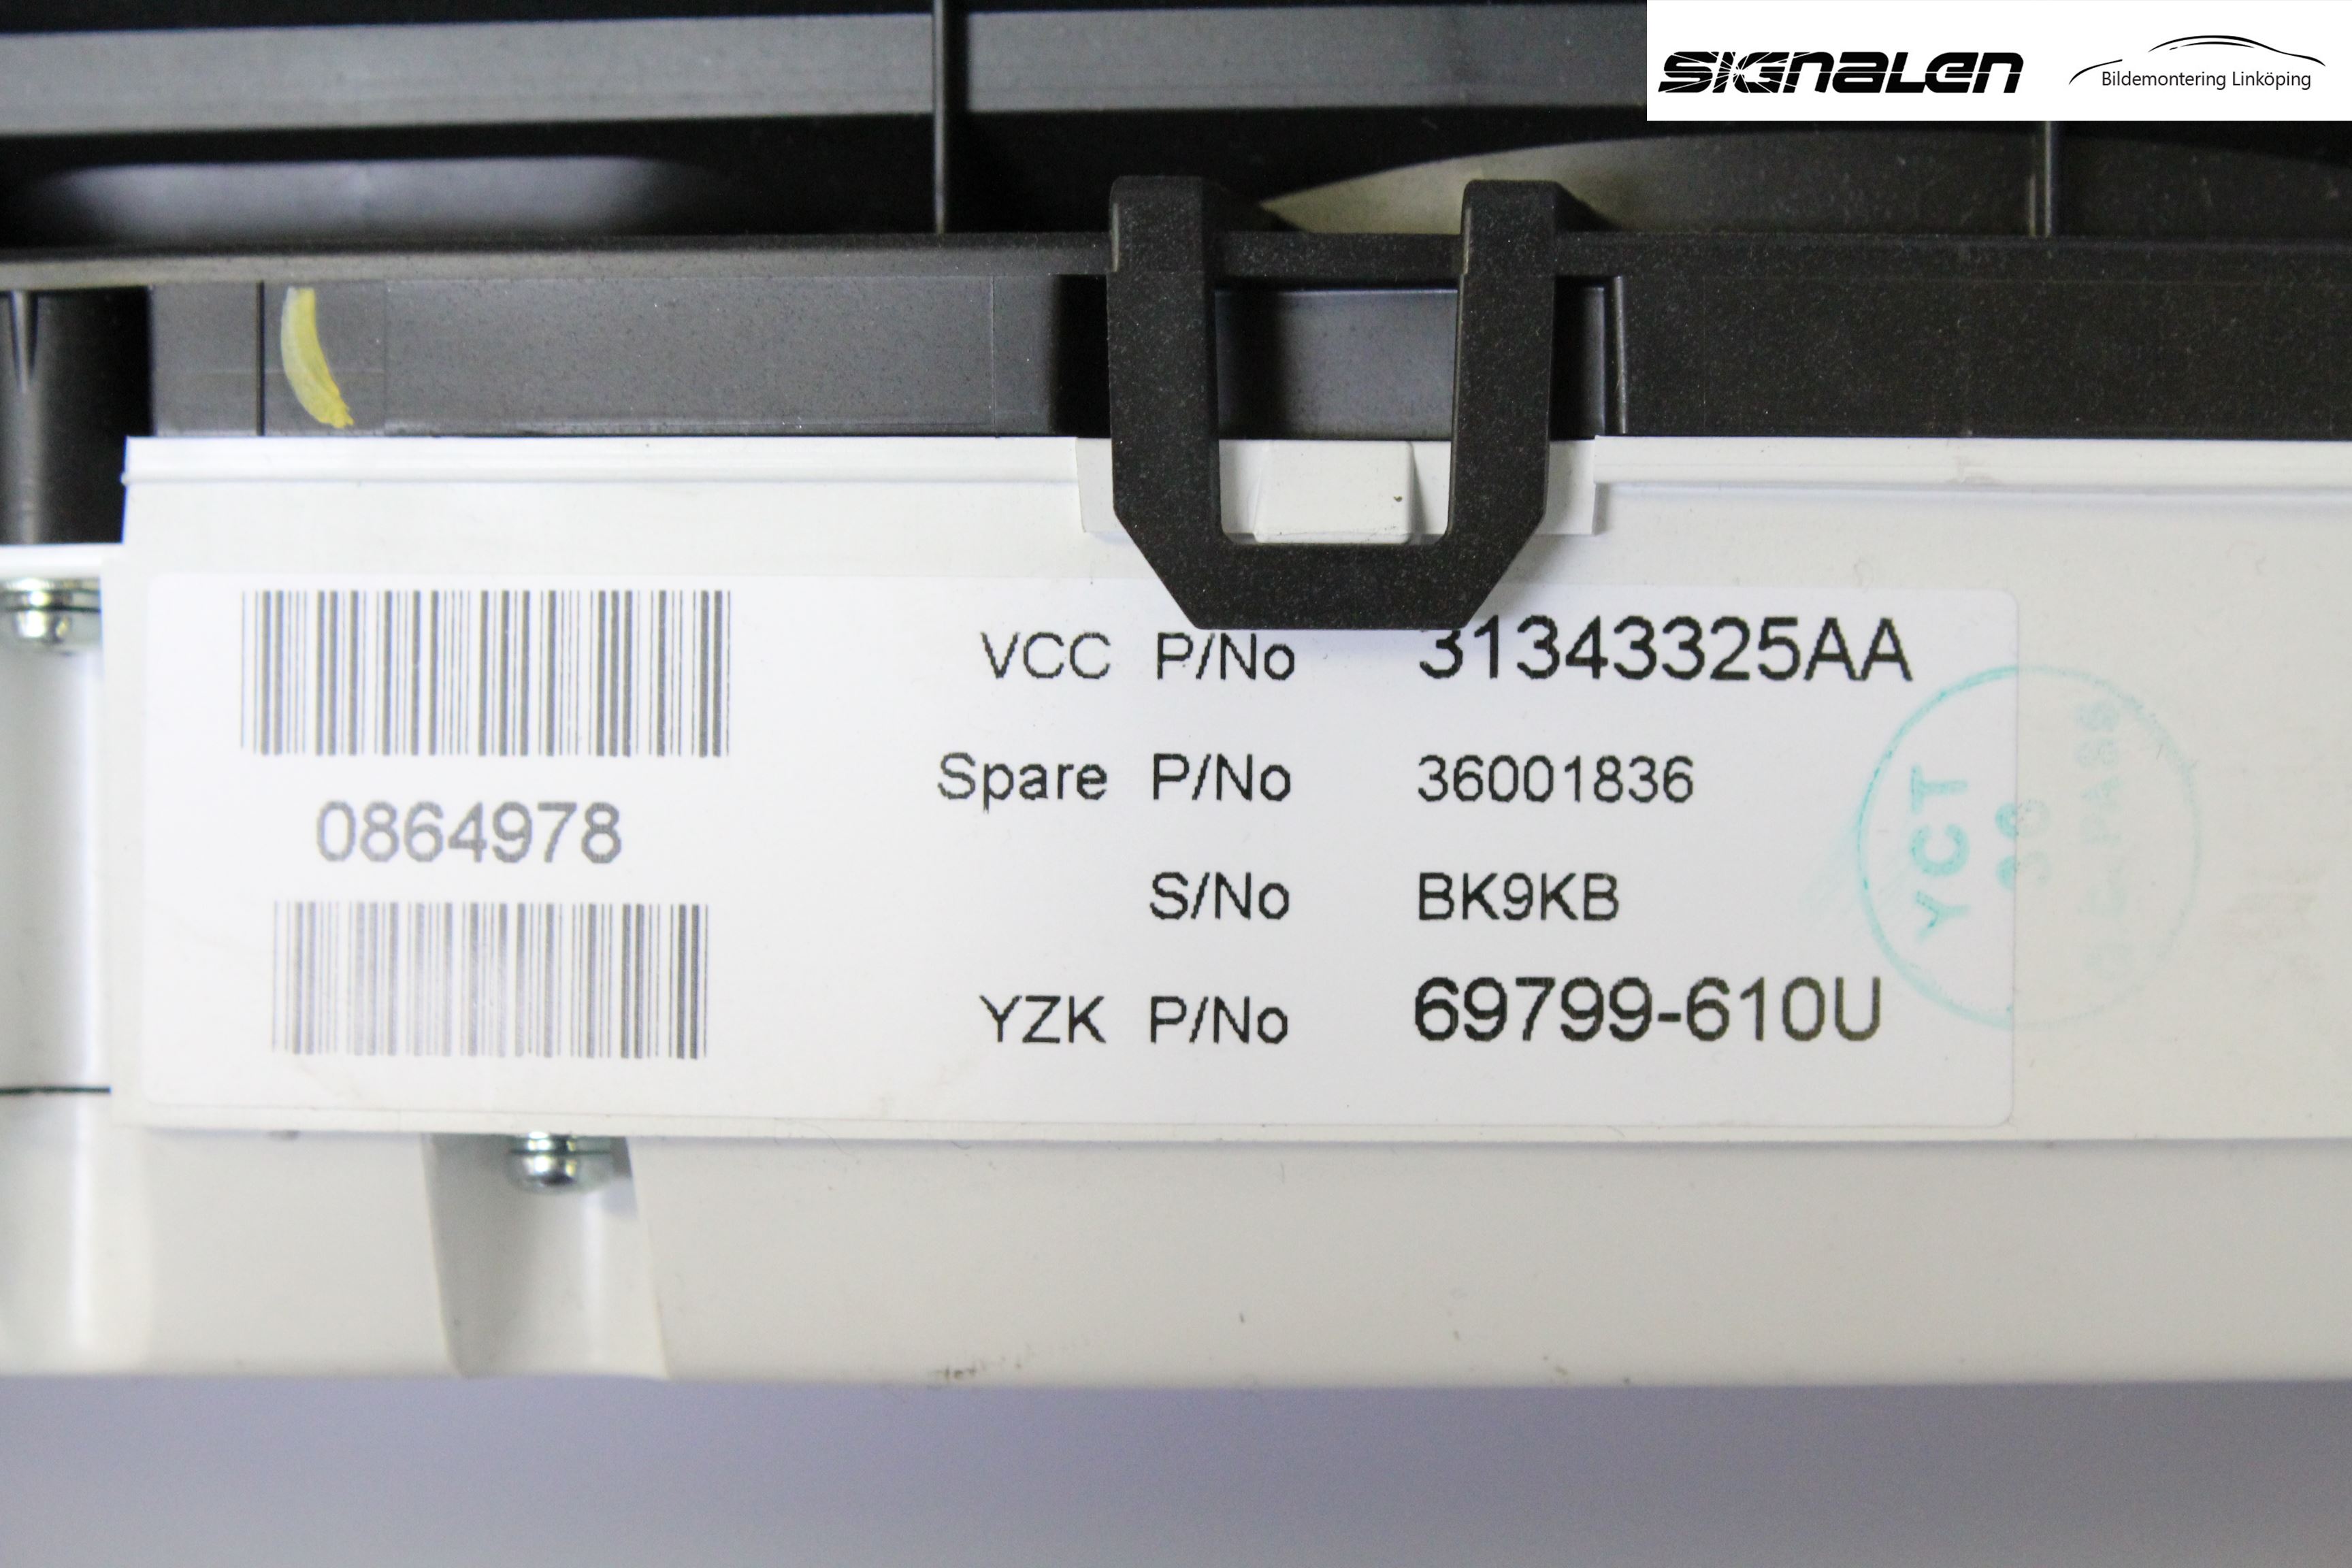 SIGNALEN
Bildemontering Linköping
0864978
VCC P/No 31343325AA
Spare P/No 36001836
S/No BK9KB
YZK P/No 69799-610U
YCT